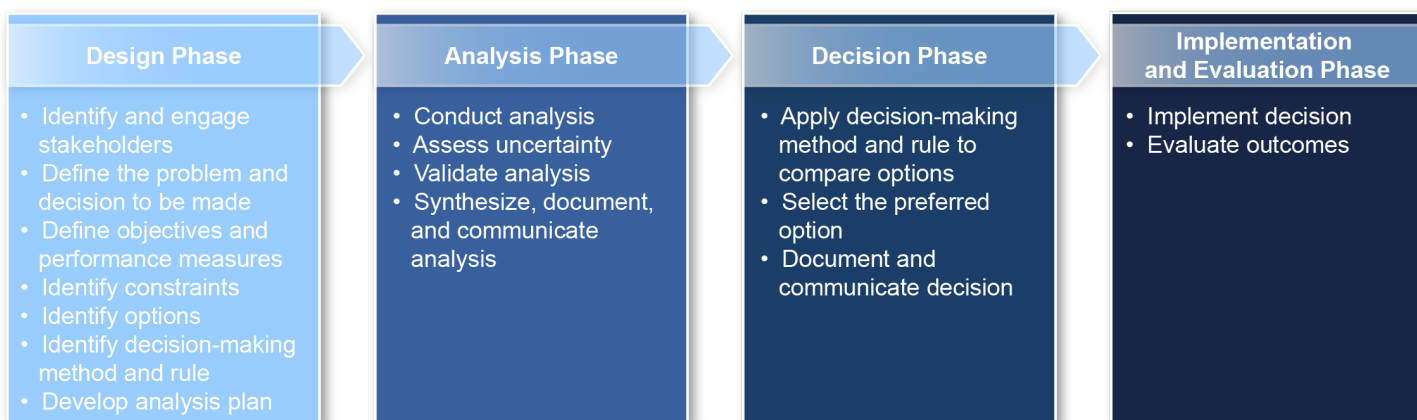 Design Phase
• Identify and engage
stakeholders
• Define the problem and
decision to be made
• Define objectives and
performance measures
• Identify constraints
• Identify options
• Identify decision-making
method and rule
• Develop analysis plan
Analysis Phase
• Conduct analysis
• Assess uncertainty
• Validate analysis
• Synthesize, document,
and communicate
analysis
Decision Phase
• Apply decision-making
method and rule to
compare options
• Select the preferred
option
• Document and
communicate decision
Implementation
and Evaluation Phase
• Implement decision
• Evaluate outcomes